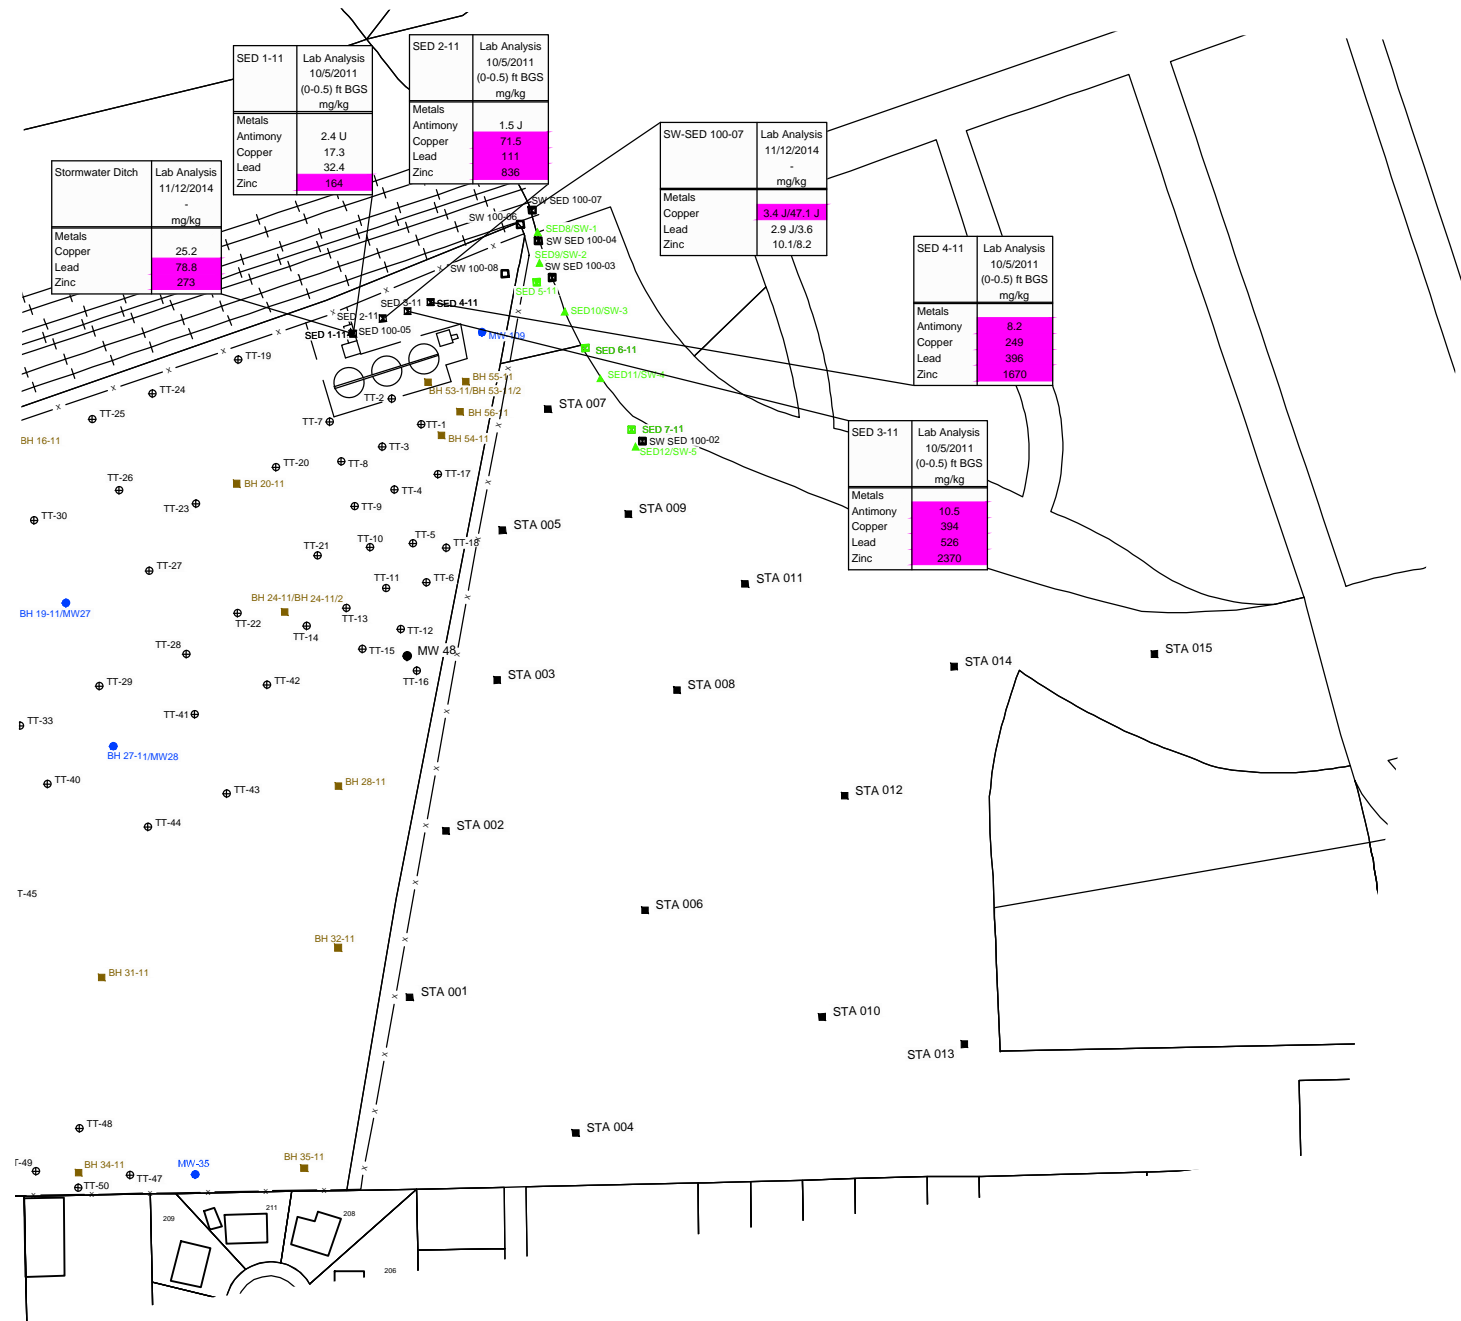 SED 1-11
Lab Analysis
10/5/2011
(0-0.5) ft BGS
mg/kg
Metals
Antimony 2.4 U
Copper 17.3
Lead 32.4
Zinc 164
SED 2-11
Lab Analysis
10/5/2011
(0-0.5) ft BGS
mg/kg
Metals
Antimony 1.5 J
Copper 71.5
Lead 111
Zinc 836
SW-SED 100-07
Lab Analysis
11/12/2014
-
mg/kg
Metals
Copper 3.4 J/47.1 J
Lead 2.9 J/3.6
Zinc 10.1/8.2
Stormwater Ditch
Lab Analysis
11/12/2014
-
mg/kg
Metals
Copper 25.2
Lead 78.8
Zinc 273
SED 4-11
Lab Analysis
10/5/2011
(0-0.5) ft BGS
mg/kg
Metals
Antimony 8.2
Copper 249
Lead 396
Zinc 1670
SED 3-11
Lab Analysis
10/5/2011
(0-0.5) ft BGS
mg/kg
Metals
Antimony 10.5
Copper 394
Lead 526
Zinc 2370
SW SED 100-07
SW 100-06
SED8/SW-1
SW SED 100-04
SED9/SW-2
SW SED 100-03
SW 100-08
SED 5-11
SED 3-11
SED 4-11
SED10/SW-3
SED 2-11
SED 1-11
SED 100-05
MW-109
SED 6-11
TT-19
SED11/SW-4
BH 55-11
BH 53-11/BH 53-11/2
TT-24
TT-2
STA 007
TT-25
BH 56-11
TT-7
TT-1
SED 7-11
BH 16-11
BH 54-11
SW SED 100-02
TT-3
SED12/SW-5
TT-20
TT-8
TT-17
BH 20-11
TT-26
TT-4
TT-23
TT-9
STA 009
TT-30
STA 005
TT-5
TT-10
TT-18
TT-21
TT-27
STA 011
TT-11
TT-6
BH 19-11/MW27
BH 24-11/BH 24-11/2
TT-22
TT-13
TT-14
TT-12
TT-28
TT-15
MW 48
STA 015
STA 014
TT-16
STA 003
TT-29
TT-42
STA 008
TT-41
TT-33
BH 27-11/MW28
TT-40
BH 28-11
TT-43
STA 012
TT-44
STA 002
T-45
STA 006
BH 32-11
BH 31-11
STA 001
STA 010
STA 013
TT-48
STA 004
T-49
BH 34-11
TT-47
MW-35
BH 35-11
TT-50
209
211
208
206